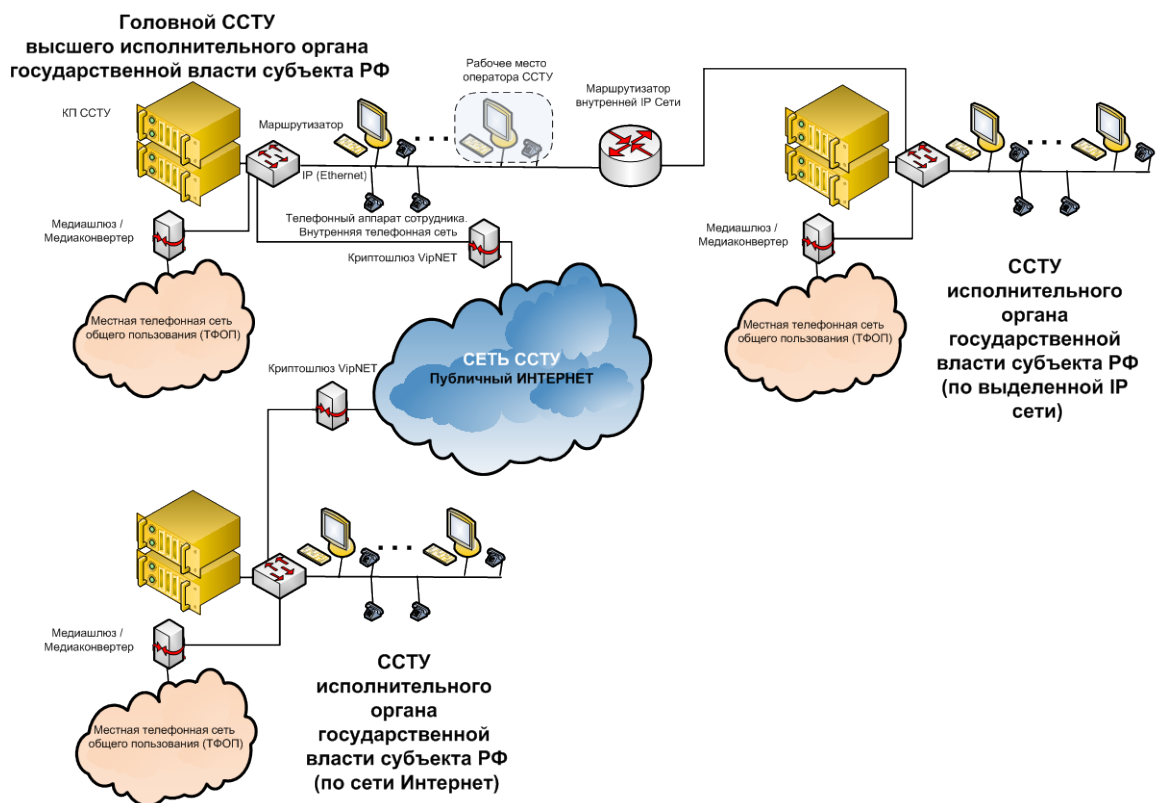 Головной ССТУ
высшего исполнительного органа
государственной власти субъекта РФ
КП ССТУ
Маршрутизатор
IP (Ethernet)
Рабочее место
оператора ССТУ
Маршрутизатор
внутренней IP Сети
Медиашлюз /
Медиаконвертер
Телефонный аппарат сотрудника.
Внутренняя телефонная сеть
Криптошлюз VipNET
Местная телефонная сеть
общего пользования (ТФОП)
Медиашлюз /
Медиаконвертер
Местная телефонная сеть
общего пользования (ТФОП)
ССТУ
исполнительного
органа
государственной
власти субъекта РФ
(по выделенной IP
сети)
СЕТЬ ССТУ
Публичный ИНТЕРНЕТ
Криптошлюз VipNET
Медиашлюз /
Медиаконвертер
Местная телефонная сеть
общего пользования (ТФОП)
ССТУ
исполнительного
органа
государственной
власти субъекта РФ
(по сети Интернет)